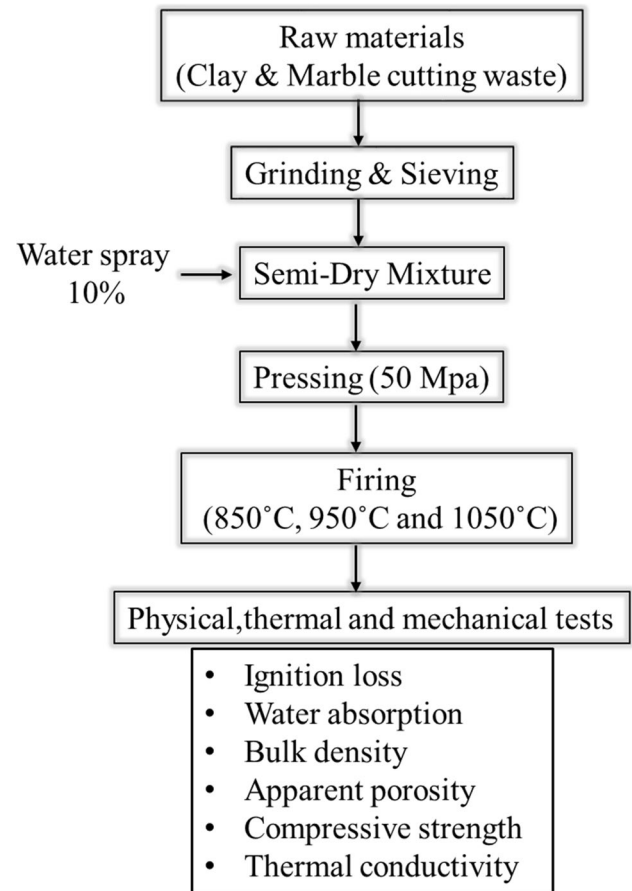 Raw materials
(Clay & Marble cutting waste)
Grinding & Sieving
Water spray
10%
Semi-Dry Mixture
Pressing (50 Mpa)
Firing
(850˚C, 950˚C and 1050˚C)
Physical,thermal and mechanical tests
• Ignition loss
• Water absorption
• Bulk density
• Apparent porosity
• Compressive strength
• Thermal conductivity